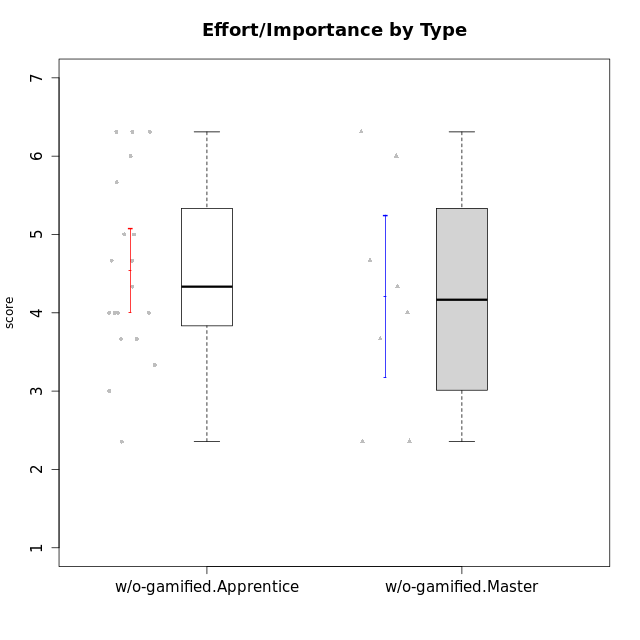 Effort/Importance by Type
7
6
5
4
3
2
1
score
w/o-gamified.Apprentice
w/o-gamified.Master